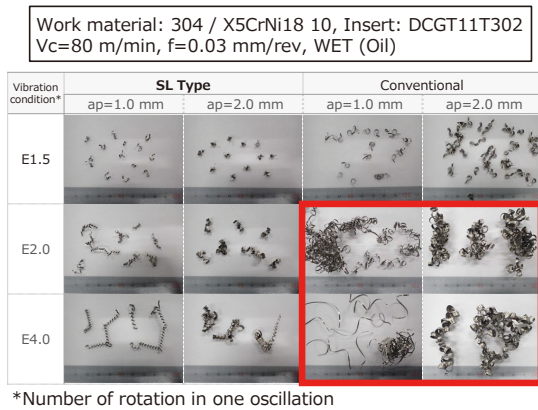 Work material: 304 / X5CrNi18 10, Insert: DCGT11T302
Vc=80 m/min, f=0.03 mm/rev, WET (Oil)
Vibration condition* SL Type Conventional
ap=1.0 mm ap=2.0 mm ap=1.0 mm ap=2.0 mm
E1.5
E2.0
E4.0
*Number of rotation in one oscillation